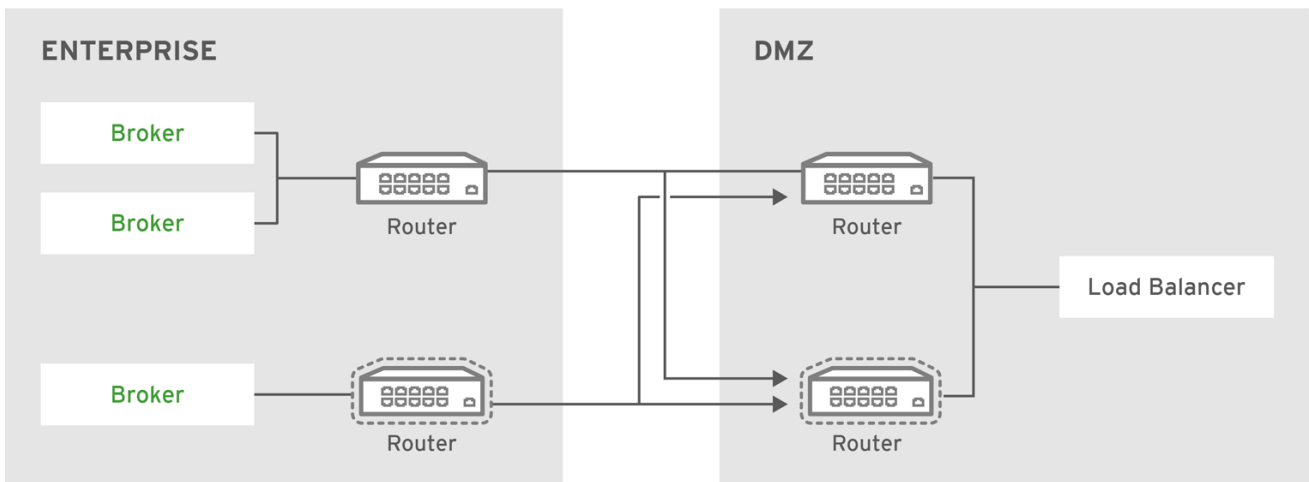 ENTERPRISE
DMZ
Broker
Broker
Router
Router
Load Balancer
Broker
Router
Router